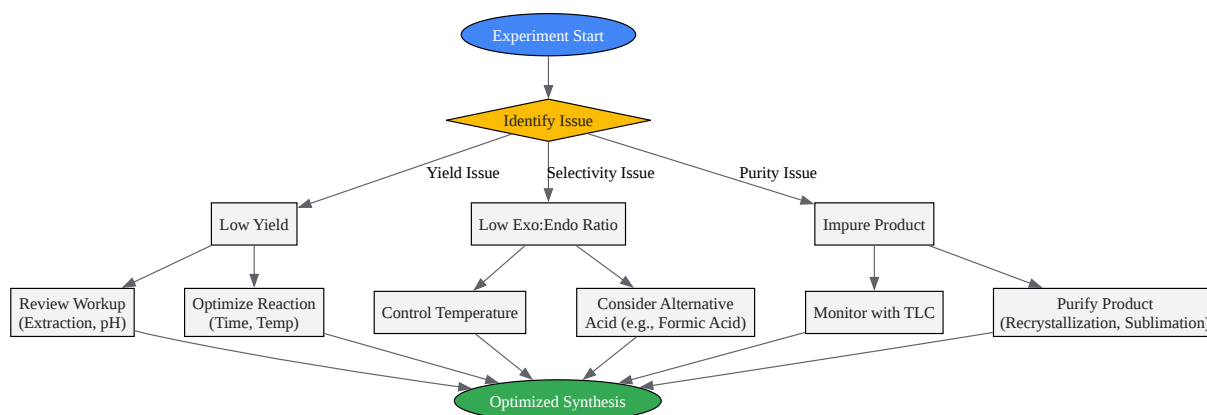 Experiment Start
Identify Issue
Yield Issue
Selectivity Issue
Purity Issue
Low Yield
Low Exo:Endo Ratio
Impure Product
Review Workup
(Extraction, pH)
Optimize Reaction
(Time, Temp)
Control Temperature
Consider Alternative
Acid (e.g., Formic Acid)
Monitor with TLC
Purify Product
(Recrystallization, Sublimation)
Optimized Synthesis